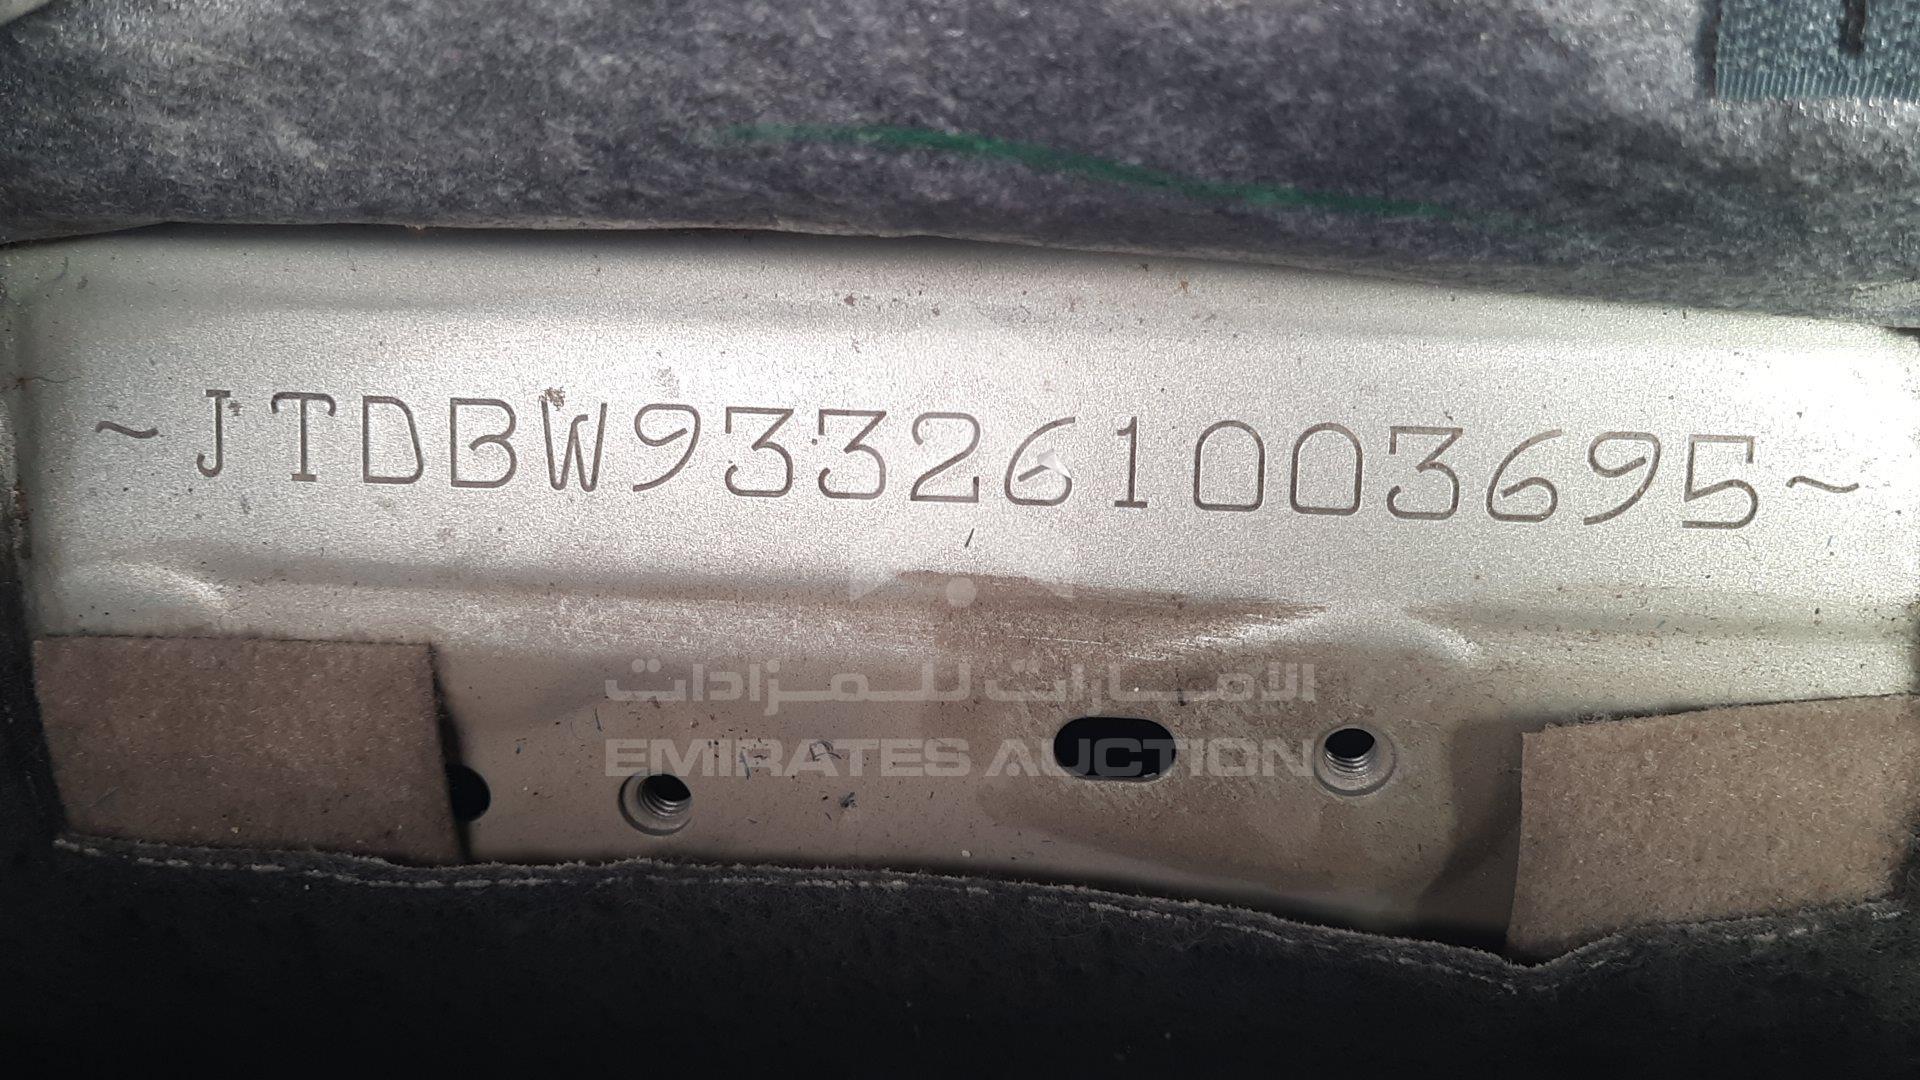 ~JTDBW933261003695~
الإمارات للمزادات
EMIRATES AUCTION